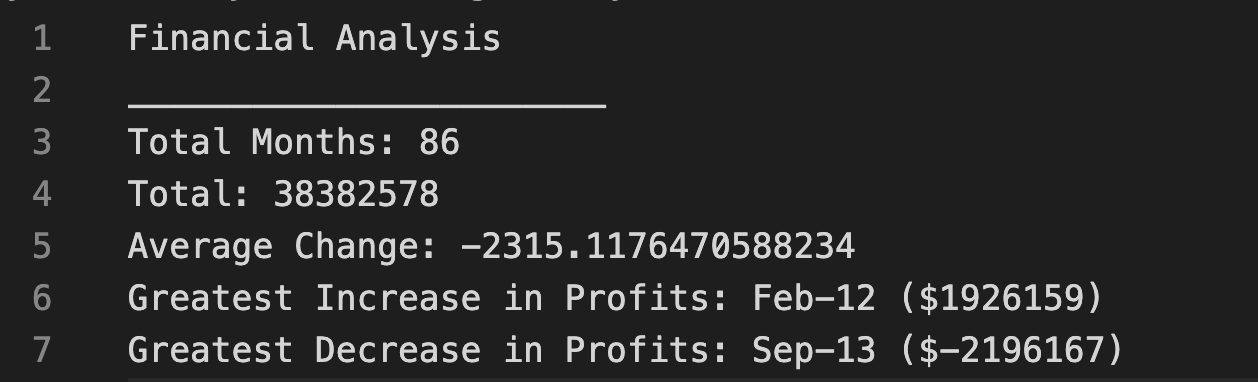 1 Financial Analysis
2 _______________________
3 Total Months: 86
4 Total: 38382578
5 Average Change: -2315.1176470588234
6 Greatest Increase in Profits: Feb-12 ($1926159)
7 Greatest Decrease in Profits: Sep-13 ($-2196167)